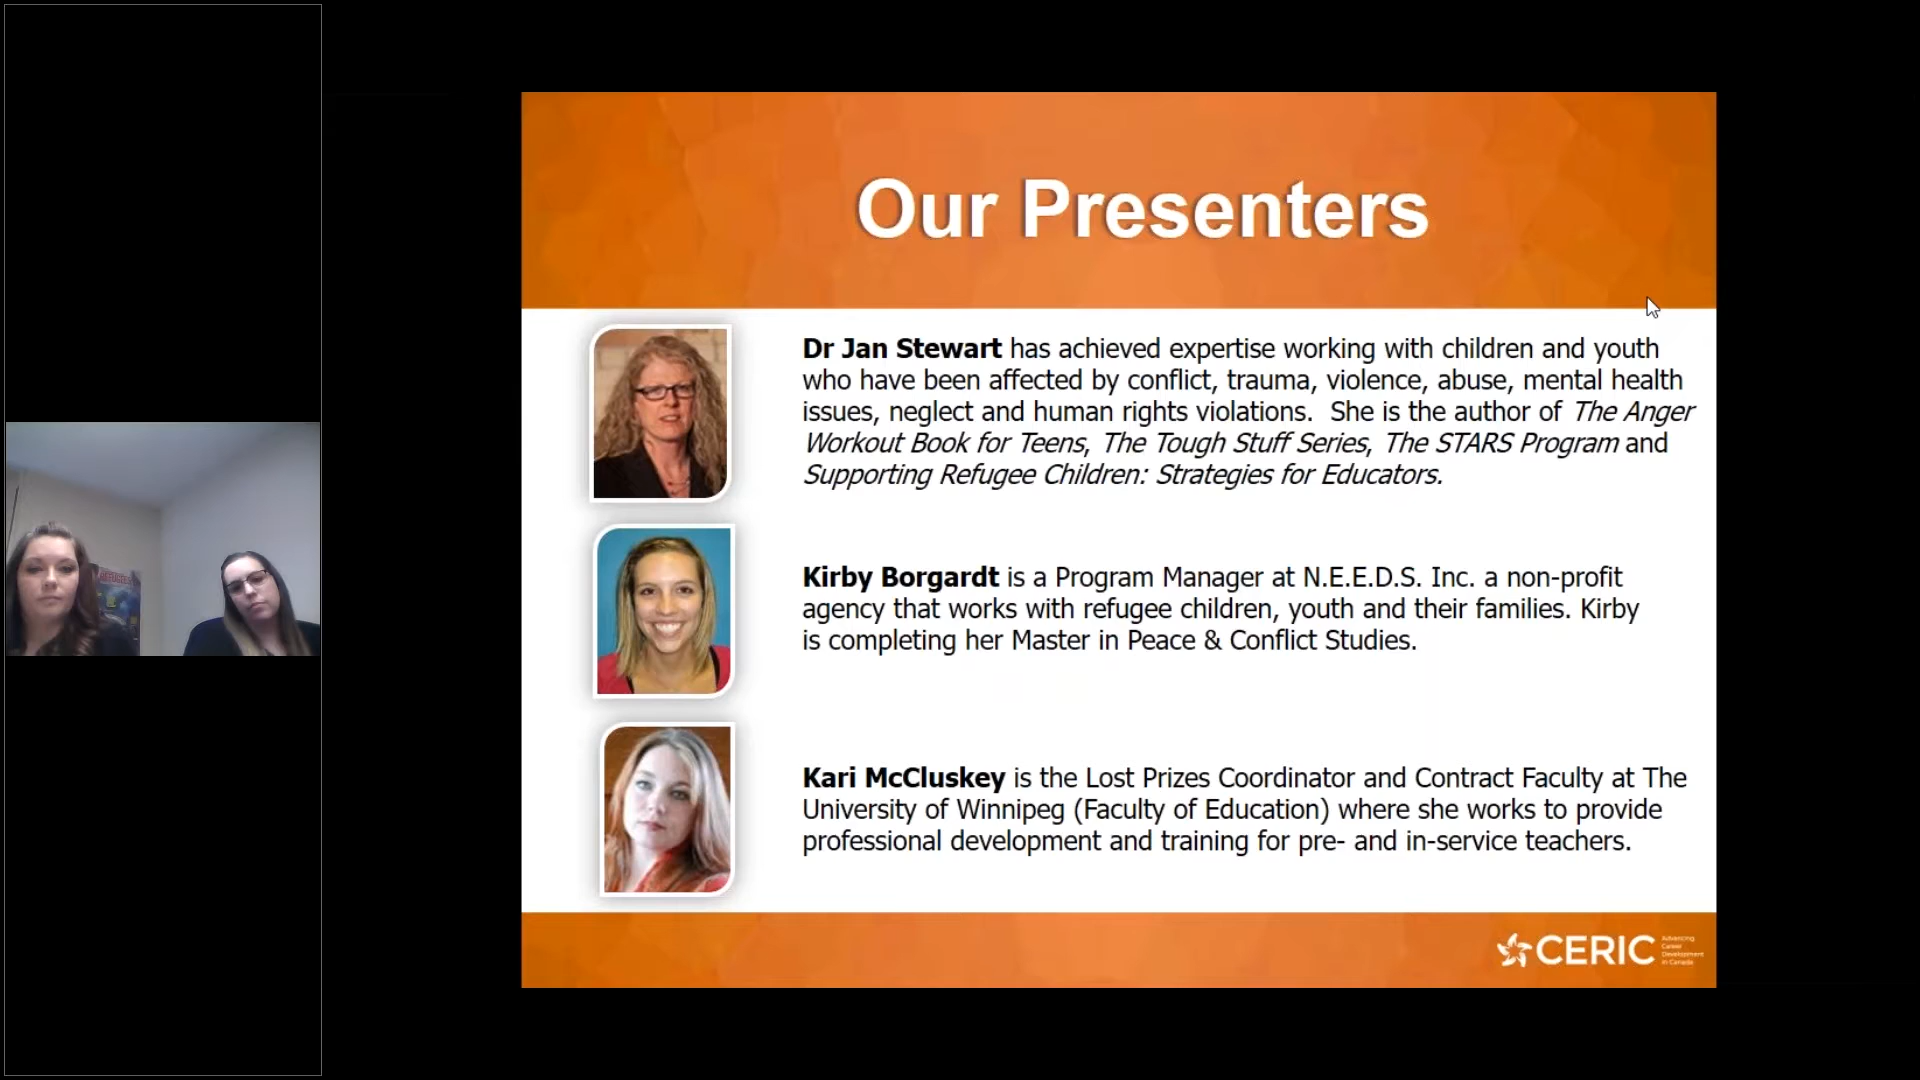 Our Presenters
Dr Jan Stewart has achieved expertise working with children and youth
who have been affected by conflict, trauma, violence, abuse, mental health
issues, neglect and human rights violations.  She is the author of The Anger
Workout Book for Teens, The Tough Stuff Series, The STARS Program and
Supporting Refugee Children: Strategies for Educators.
Kirby Borgardt is a Program Manager at N.E.E.D.S. Inc. a non-profit
agency that works with refugee children, youth and their families. Kirby
is completing her Master in Peace & Conflict Studies.
Kari McCluskey is the Lost Prizes Coordinator and Contract Faculty at The
University of Winnipeg (Faculty of Education) where she works to provide
professional development and training for pre- and in-service teachers.
CERIC
Advancing
Career
Development
in Canada